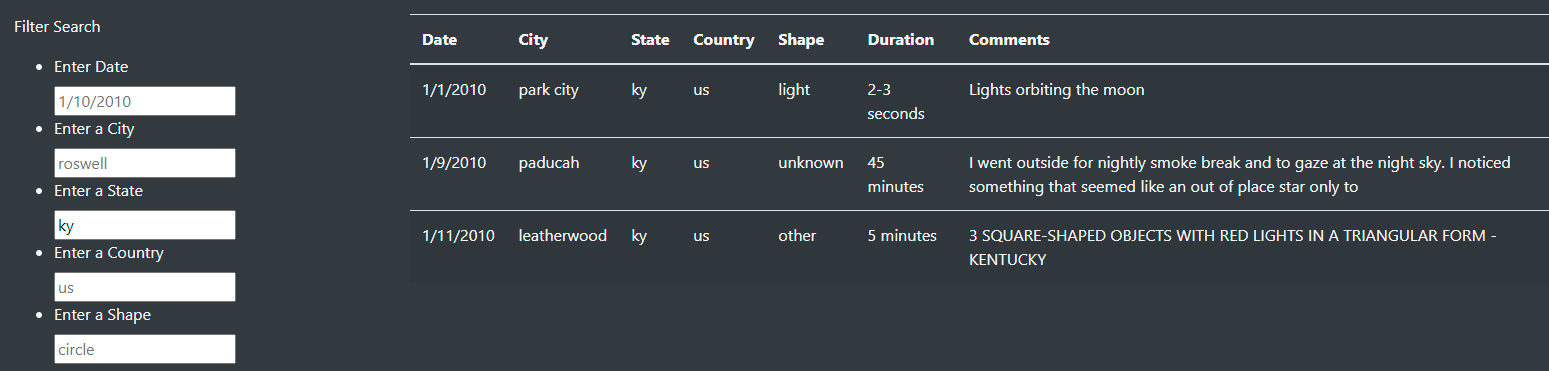 Filter Search
Enter Date
1/10/2010
Enter a City
roswell
Enter a State
ky
Enter a Country
us
Enter a Shape
circle
Date City State Country Shape Duration Comments
1/1/2010 park city ky us light 2-3 Lights orbiting the moon
seconds
1/9/2010 paducah ky us unknown 45 I went outside for nightly smoke break and to gaze at the night sky. I noticed
minutes something that seemed like an out of place star only to
1/11/2010 leatherwood ky us other 5 minutes 3 SQUARE-SHAPED OBJECTS WITH RED LIGHTS IN A TRIANGULAR FORM -
KENTUCKY